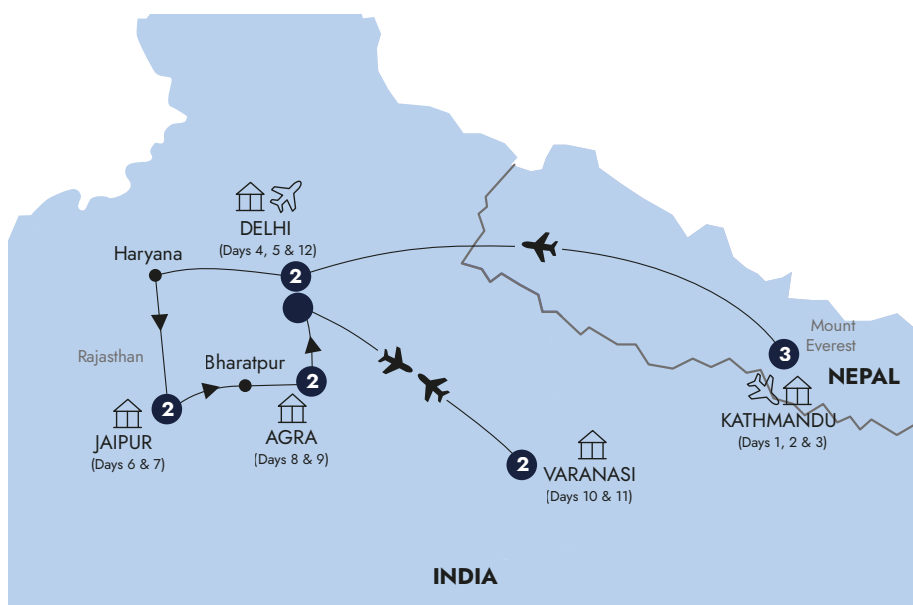 DELHI
(Days 4, 5 & 12)
Haryana
2
Mount
Everest
Rajasthan
3
Bharatpur
NEPAL
2
2
KATHMANDU
(Days 1, 2 & 3)
JAIPUR
(Days 6 & 7)
AGRA
(Days 8 & 9)
2
VARANASI
(Days 10 & 11)
INDIA